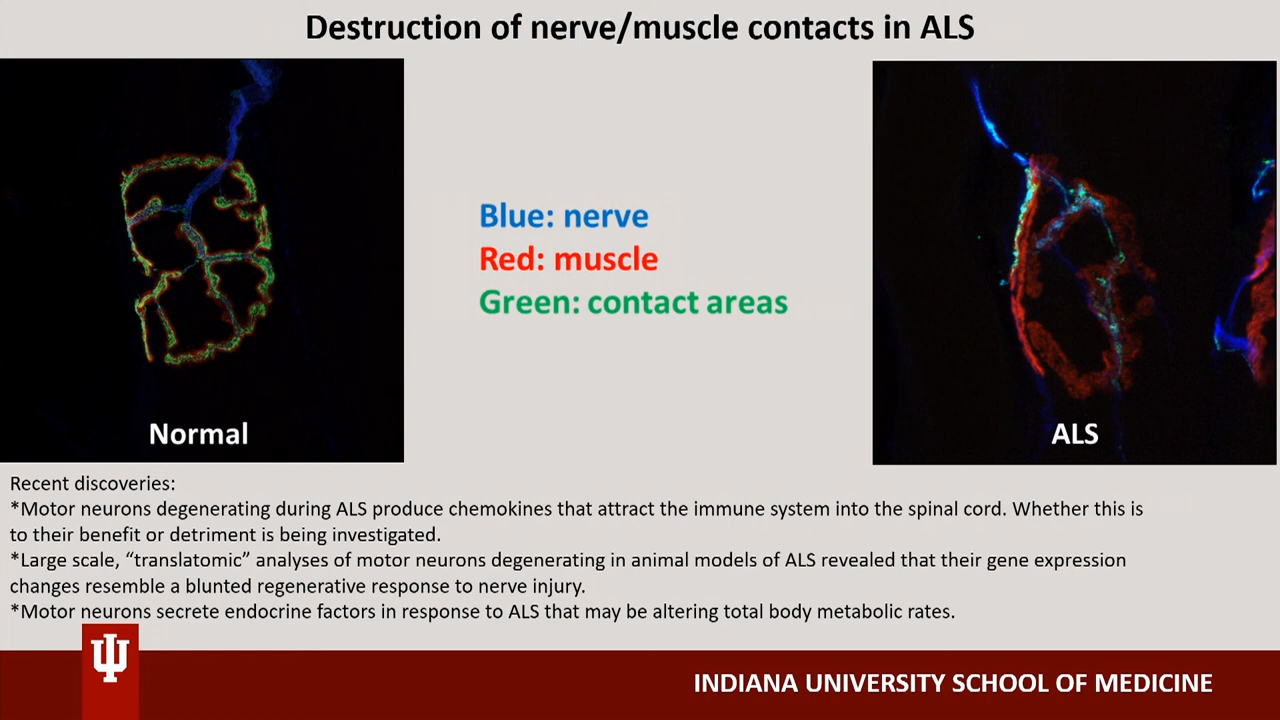 Destruction of nerve/muscle contacts in ALS
Blue: nerve
Red: muscle
Green: contact areas
Normal
ALS
Recent discoveries:
*Motor neurons degenerating during ALS produce chemokines that attract the immune system into the spinal cord. Whether this is
to their benefit or detriment is being investigated.
*Large scale, “translatomic” analyses of motor neurons degenerating in animal models of ALS revealed that their gene expression
changes resemble a blunted regenerative response to nerve injury.
*Motor neurons secrete endocrine factors in response to ALS that may be altering total body metabolic rates.
INDIANA UNIVERSITY SCHOOL OF MEDICINE